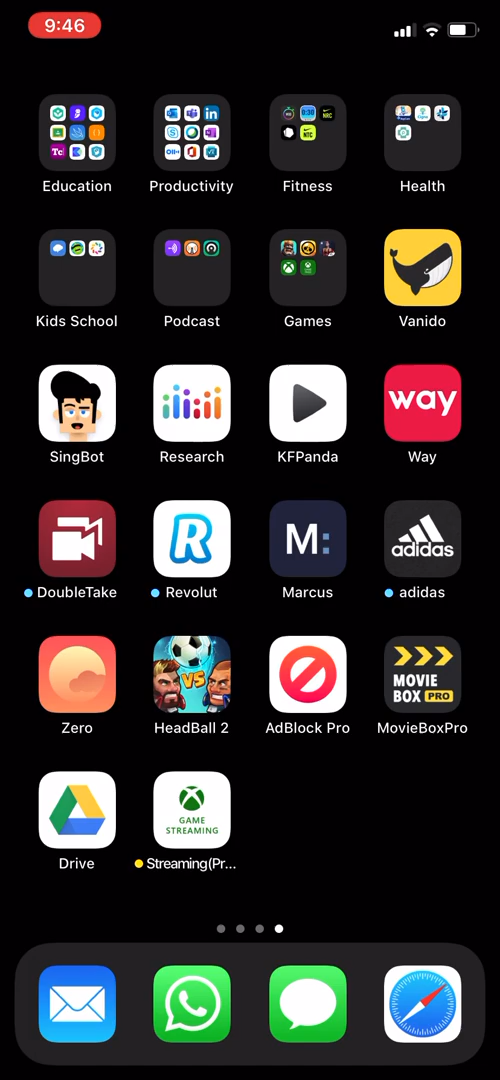 9:46
Education Productivity Fitness Health
Kids School Podcast Games Vanido
way
SingBot Research KFPanda Way
R M: adidas
DoubleTake Revolut Marcus adidas
VS MOVIE BOX PRO
Zero HeadBall 2 AdBlock Pro MovieBoxPro
GAME
STREAMING
Drive Streaming(Pr...